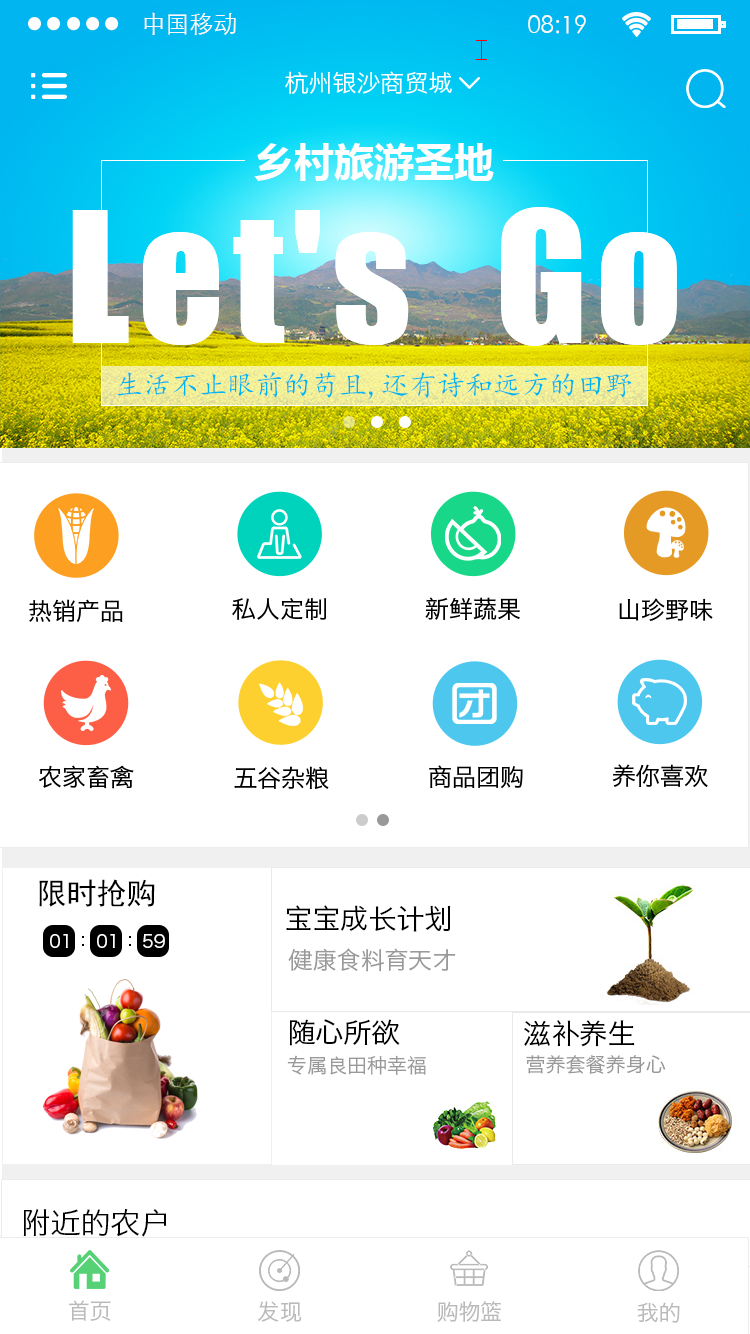 中国移动
08:19
杭州银沙商贸城
乡村旅游圣地
Let's Go
生活不止眼前的苟且,还有诗和远方的田野
热销产品
私人定制
新鲜蔬果
山珍野味
农家畜禽
五谷杂粮
团
商品团购
养你喜欢
限时抢购
01:01:59
宝宝成长计划
健康食料育天才
随心所欲
专属良田种幸福
滋补养生
营养套餐养身心
附近的农户
首页
发现
购物篮
我的